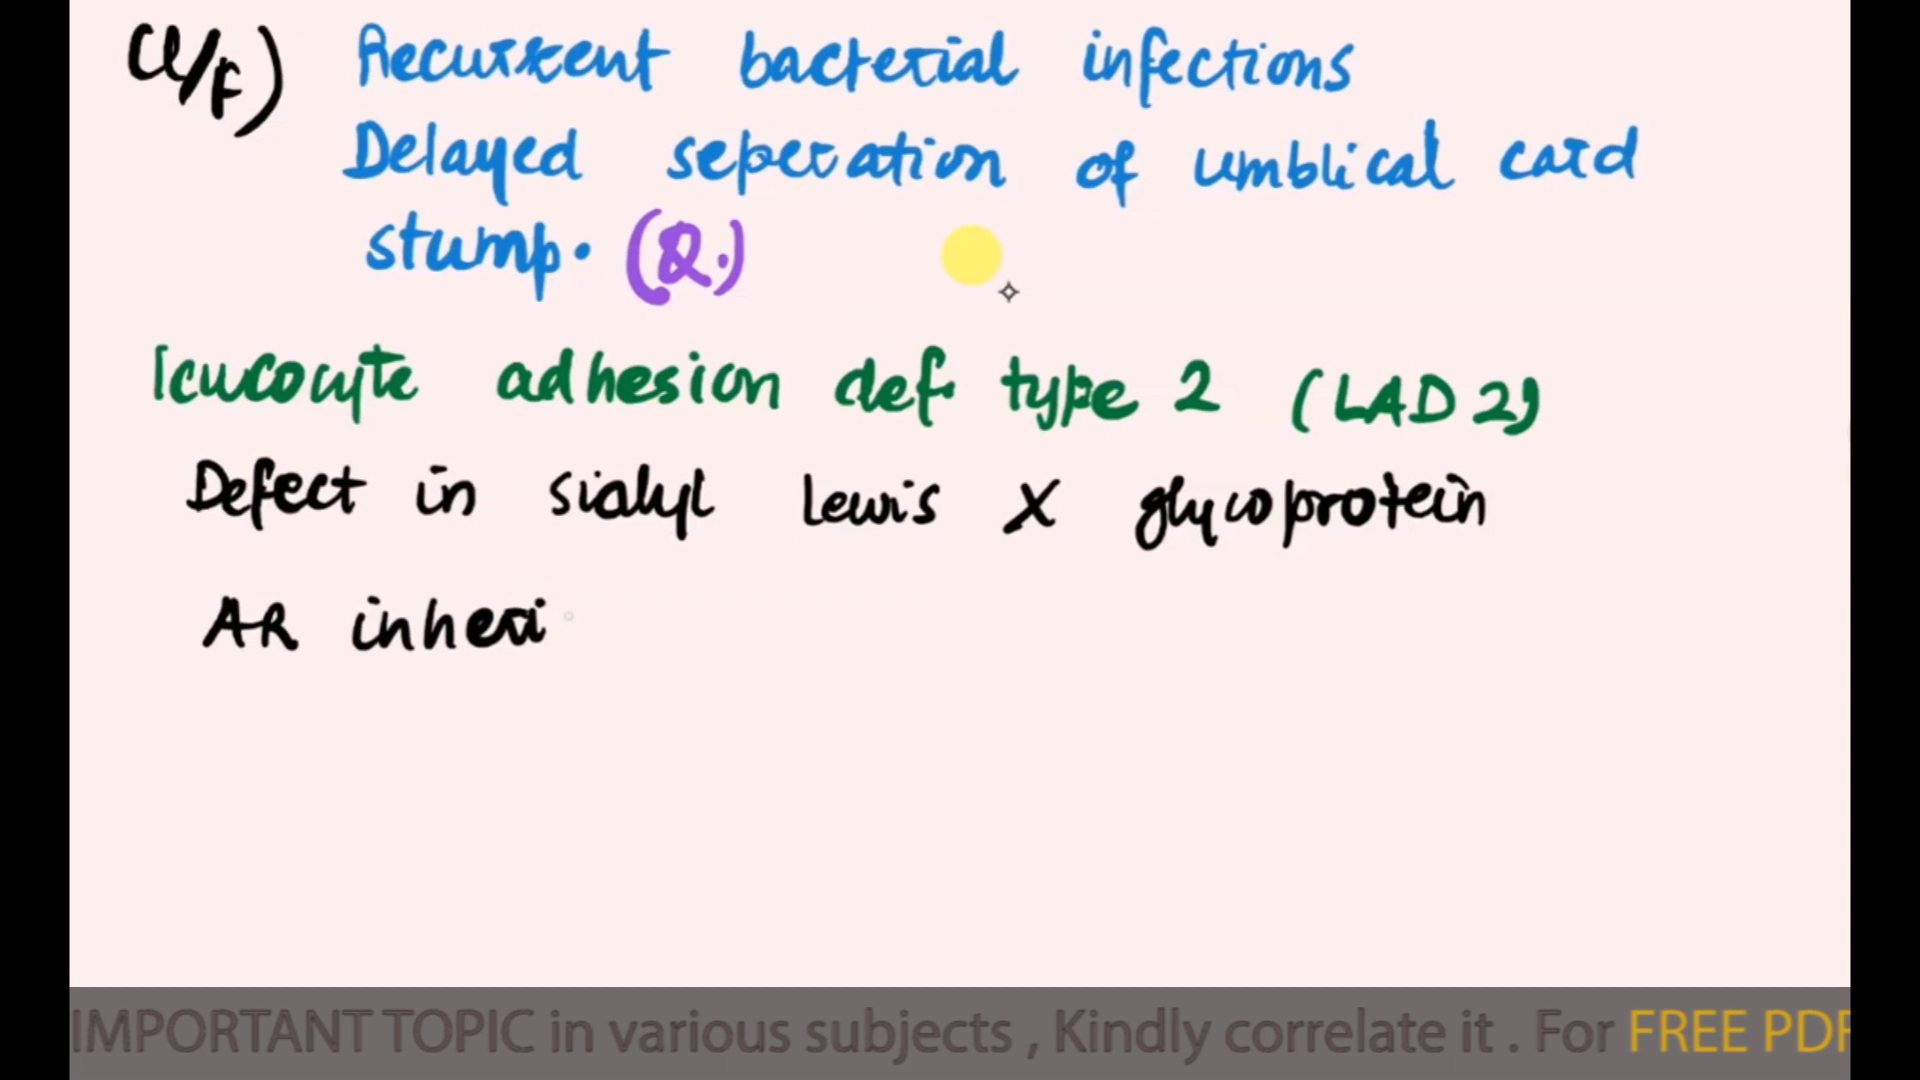 Cl/F) Recurrent bacterial infections
Delayed seperation of umblical cord
stump. (Q.)
leucocyte adhesion def. type 2 (LAD 2)
Defect in sialyl Lewis X glycoprotein
AR inheri
IMPORTANT TOPIC in various subjects , Kindly correlate it . For FREE PDF